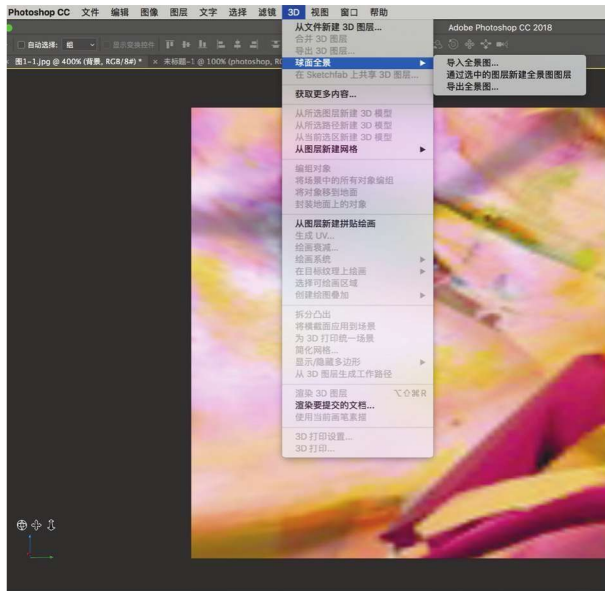 Photoshop CC 文件 编辑 图像 图层 文字 选择 滤镜 3D 视图 窗口 帮助
Adobe Photoshop CC 2018
自动选择: 组 显示变换控件
图1-1.jpg @ 400% (背景, RGB/8#) * × 未标题-1 @ 100% (photoshop, RG
从文件新建 3D 图层...
合并 3D 图层
导出 3D 图层...
球面全景
在 Sketchfab 上共享 3D 图层...
导入全景图...
通过选中的图层新建全景图图层
导出全景图...
获取更多内容...
从所选图层新建 3D 模型
从所选路径新建 3D 模型
从当前选区新建 3D 模型
从图层新建网格
编组对象
将场景中的所有对象编组
将对象移到地面
封装地面上的对象
从图层新建拼贴绘画
生成 UV...
绘画衰减...
绘画系统
在目标纹理上绘画
选择可绘画区域
创建绘图叠加
拆分凸出
将横截面应用到场景
为 3D 打印统一场景
简化网格...
显示/隐藏多边形
从 3D 图层生成工作路径
渲染 3D 图层 ⌥⇧⌘R
渲染要提交的文档...
使用当前画笔素描
3D 打印设置...
3D 打印...